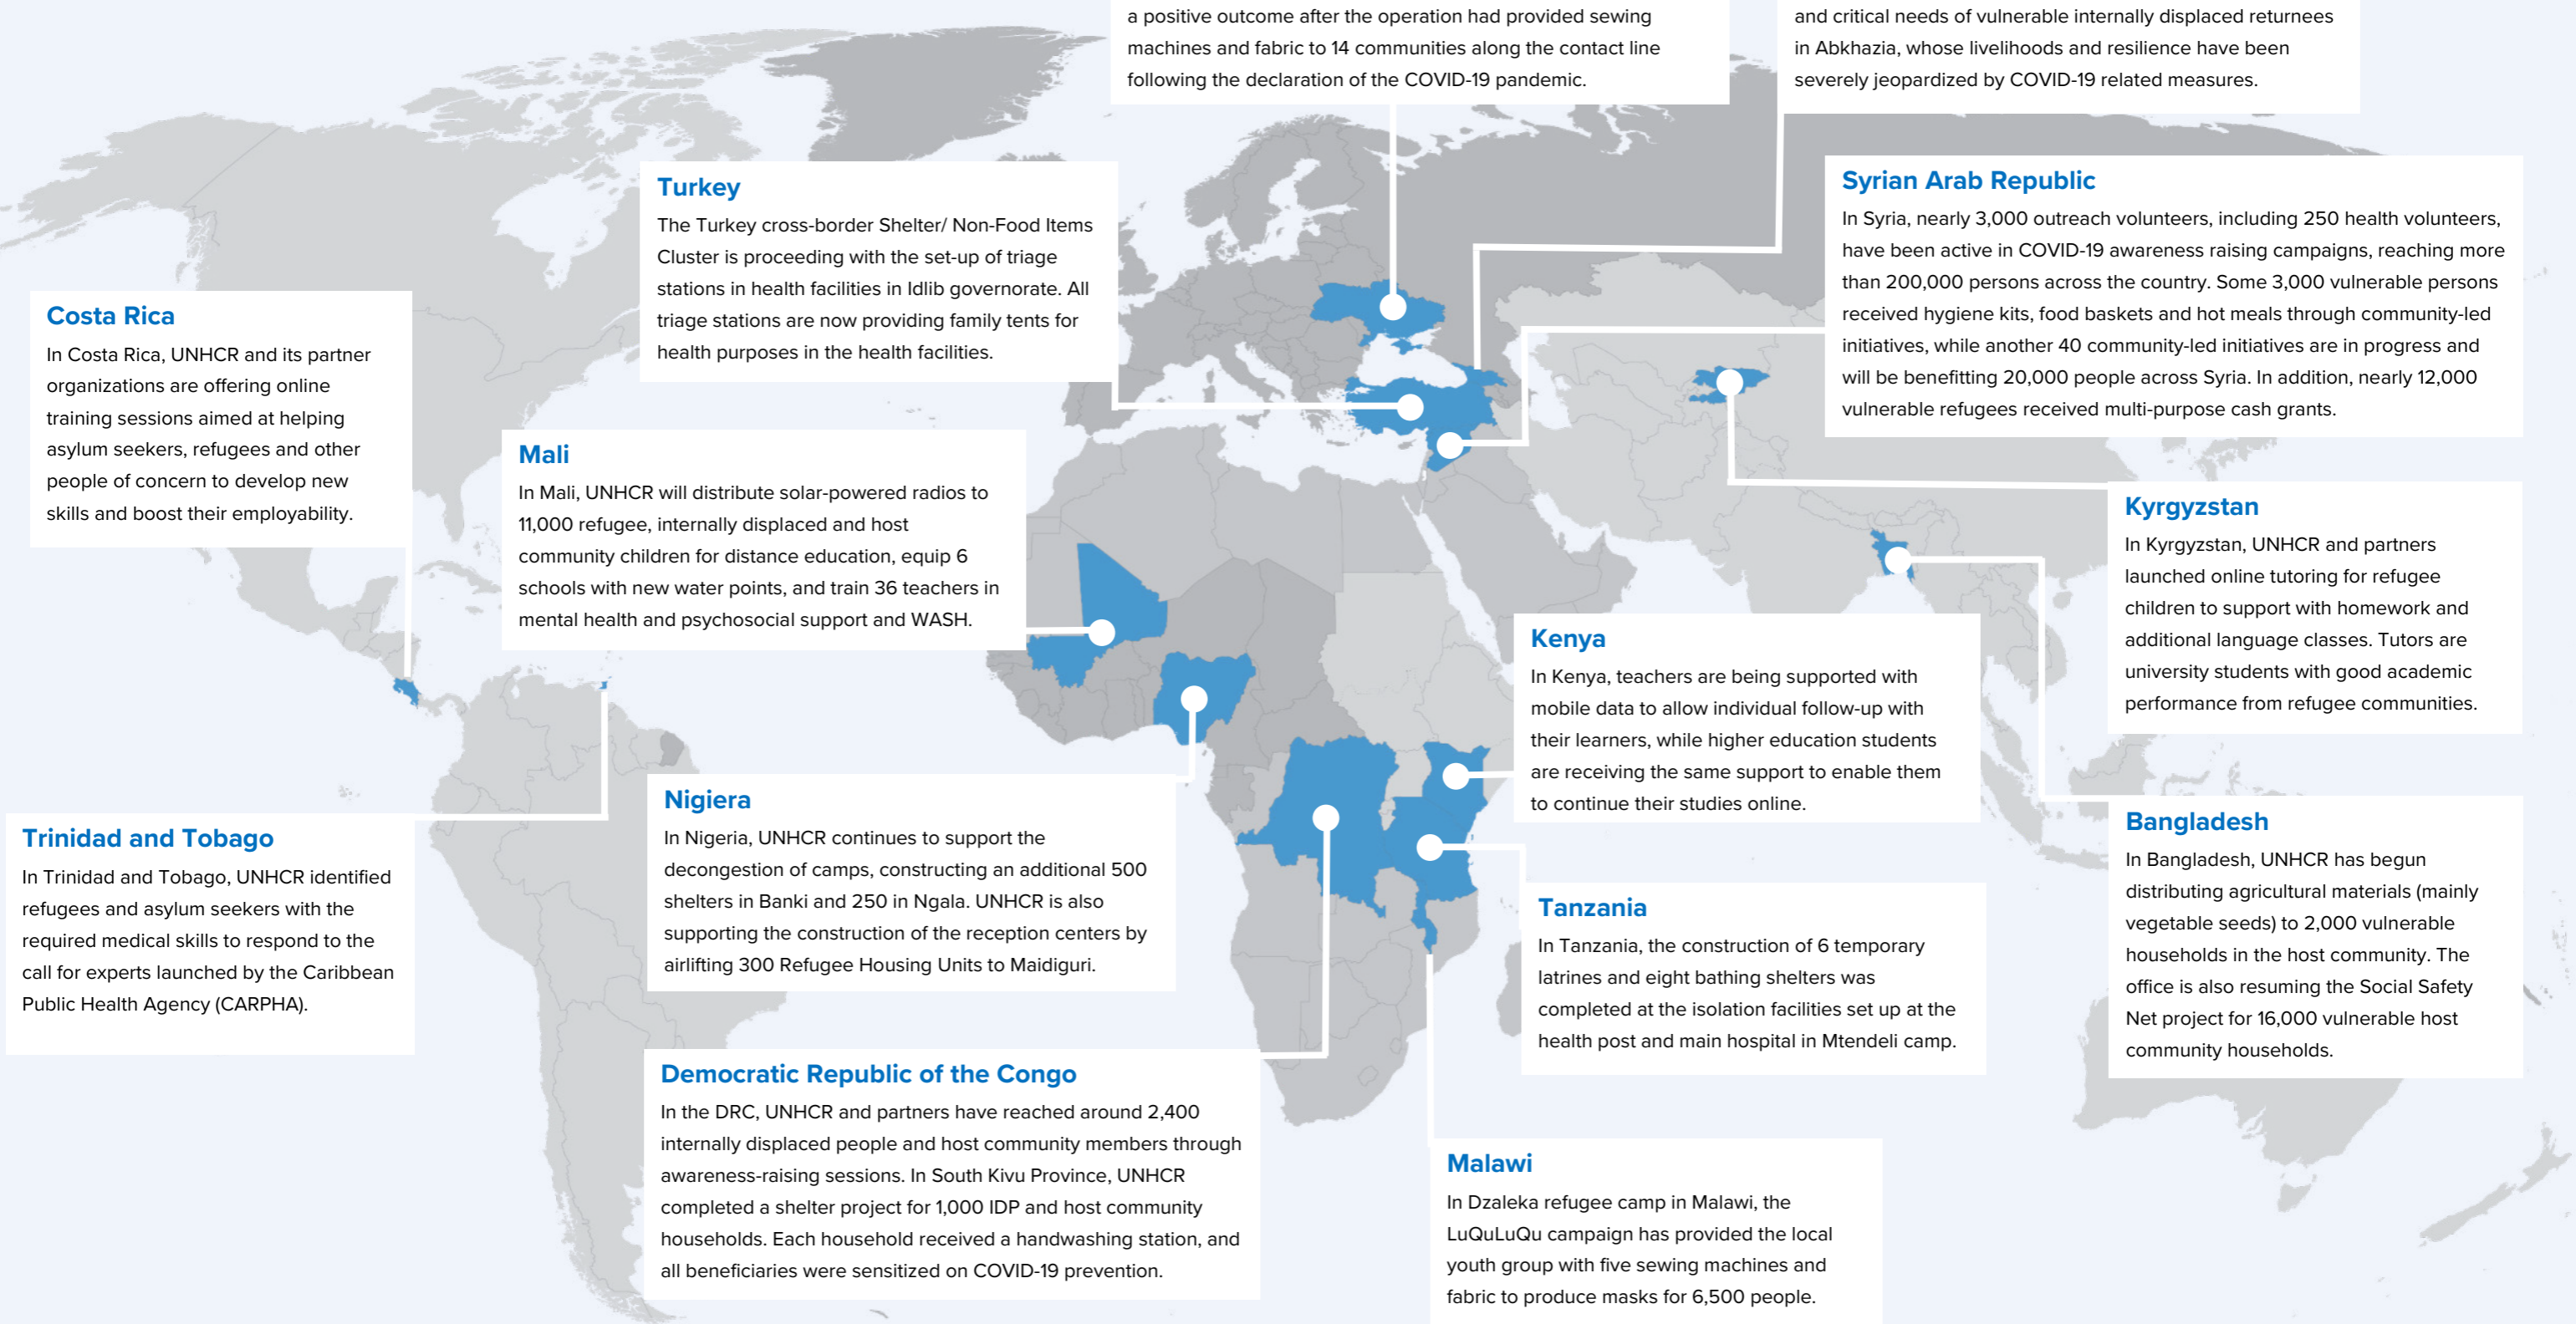 a positive outcome after the operation had provided sewing
machines and fabric to 14 communities along the contact line
following the declaration of the COVID-19 pandemic.
and critical needs of vulnerable internally displaced returnees
in Abkhazia, whose livelihoods and resilience have been
severely jeopardized by COVID-19 related measures.
Turkey
The Turkey cross-border Shelter/ Non-Food Items
Cluster is proceeding with the set-up of triage
stations in health facilities in Idlib governorate. All
triage stations are now providing family tents for
health purposes in the health facilities.
Syrian Arab Republic
In Syria, nearly 3,000 outreach volunteers, including 250 health volunteers,
have been active in COVID-19 awareness raising campaigns, reaching more
than 200,000 persons across the country. Some 3,000 vulnerable persons
received hygiene kits, food baskets and hot meals through community-led
initiatives, while another 40 community-led initiatives are in progress and
will be benefitting 20,000 people across Syria. In addition, nearly 12,000
vulnerable refugees received multi-purpose cash grants.
Costa Rica
In Costa Rica, UNHCR and its partner
organizations are offering online
training sessions aimed at helping
asylum seekers, refugees and other
people of concern to develop new
skills and boost their employability.
Mali
In Mali, UNHCR will distribute solar-powered radios to
11,000 refugee, internally displaced and host
community children for distance education, equip 6
schools with new water points, and train 36 teachers in
mental health and psychosocial support and WASH.
Kyrgyzstan
In Kyrgyzstan, UNHCR and partners
launched online tutoring for refugee
children to support with homework and
additional language classes. Tutors are
university students with good academic
performance from refugee communities.
Kenya
In Kenya, teachers are being supported with
mobile data to allow individual follow-up with
their learners, while higher education students
are receiving the same support to enable them
to continue their studies online.
Nigiera
In Nigeria, UNHCR continues to support the
decongestion of camps, constructing an additional 500
shelters in Banki and 250 in Ngala. UNHCR is also
supporting the construction of the reception centers by
airlifting 300 Refugee Housing Units to Maidiguri.
Trinidad and Tobago
In Trinidad and Tobago, UNHCR identified
refugees and asylum seekers with the
required medical skills to respond to the
call for experts launched by the Caribbean
Public Health Agency (CARPHA).
Bangladesh
In Bangladesh, UNHCR has begun
distributing agricultural materials (mainly
vegetable seeds) to 2,000 vulnerable
households in the host community. The
office is also resuming the Social Safety
Net project for 16,000 vulnerable host
community households.
Tanzania
In Tanzania, the construction of 6 temporary
latrines and eight bathing shelters was
completed at the isolation facilities set up at the
health post and main hospital in Mtendeli camp.
Democratic Republic of the Congo
In the DRC, UNHCR and partners have reached around 2,400
internally displaced people and host community members through
awareness-raising sessions. In South Kivu Province, UNHCR
completed a shelter project for 1,000 IDP and host community
households. Each household received a handwashing station, and
all beneficiaries were sensitized on COVID-19 prevention.
Malawi
In Dzaleka refugee camp in Malawi, the
LuQuLuQu campaign has provided the local
youth group with five sewing machines and
fabric to produce masks for 6,500 people.